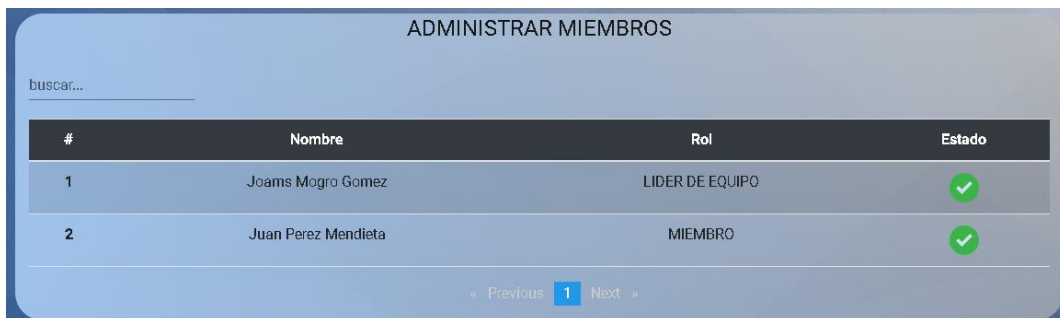 ADMINISTRAR MIEMBROS
buscar...
# Nombre Rol Estado
1 Joams Mogro Gomez LIDER DE EQUIPO
2 Juan Perez Mendieta MIEMBRO
« Previous 1 Next »